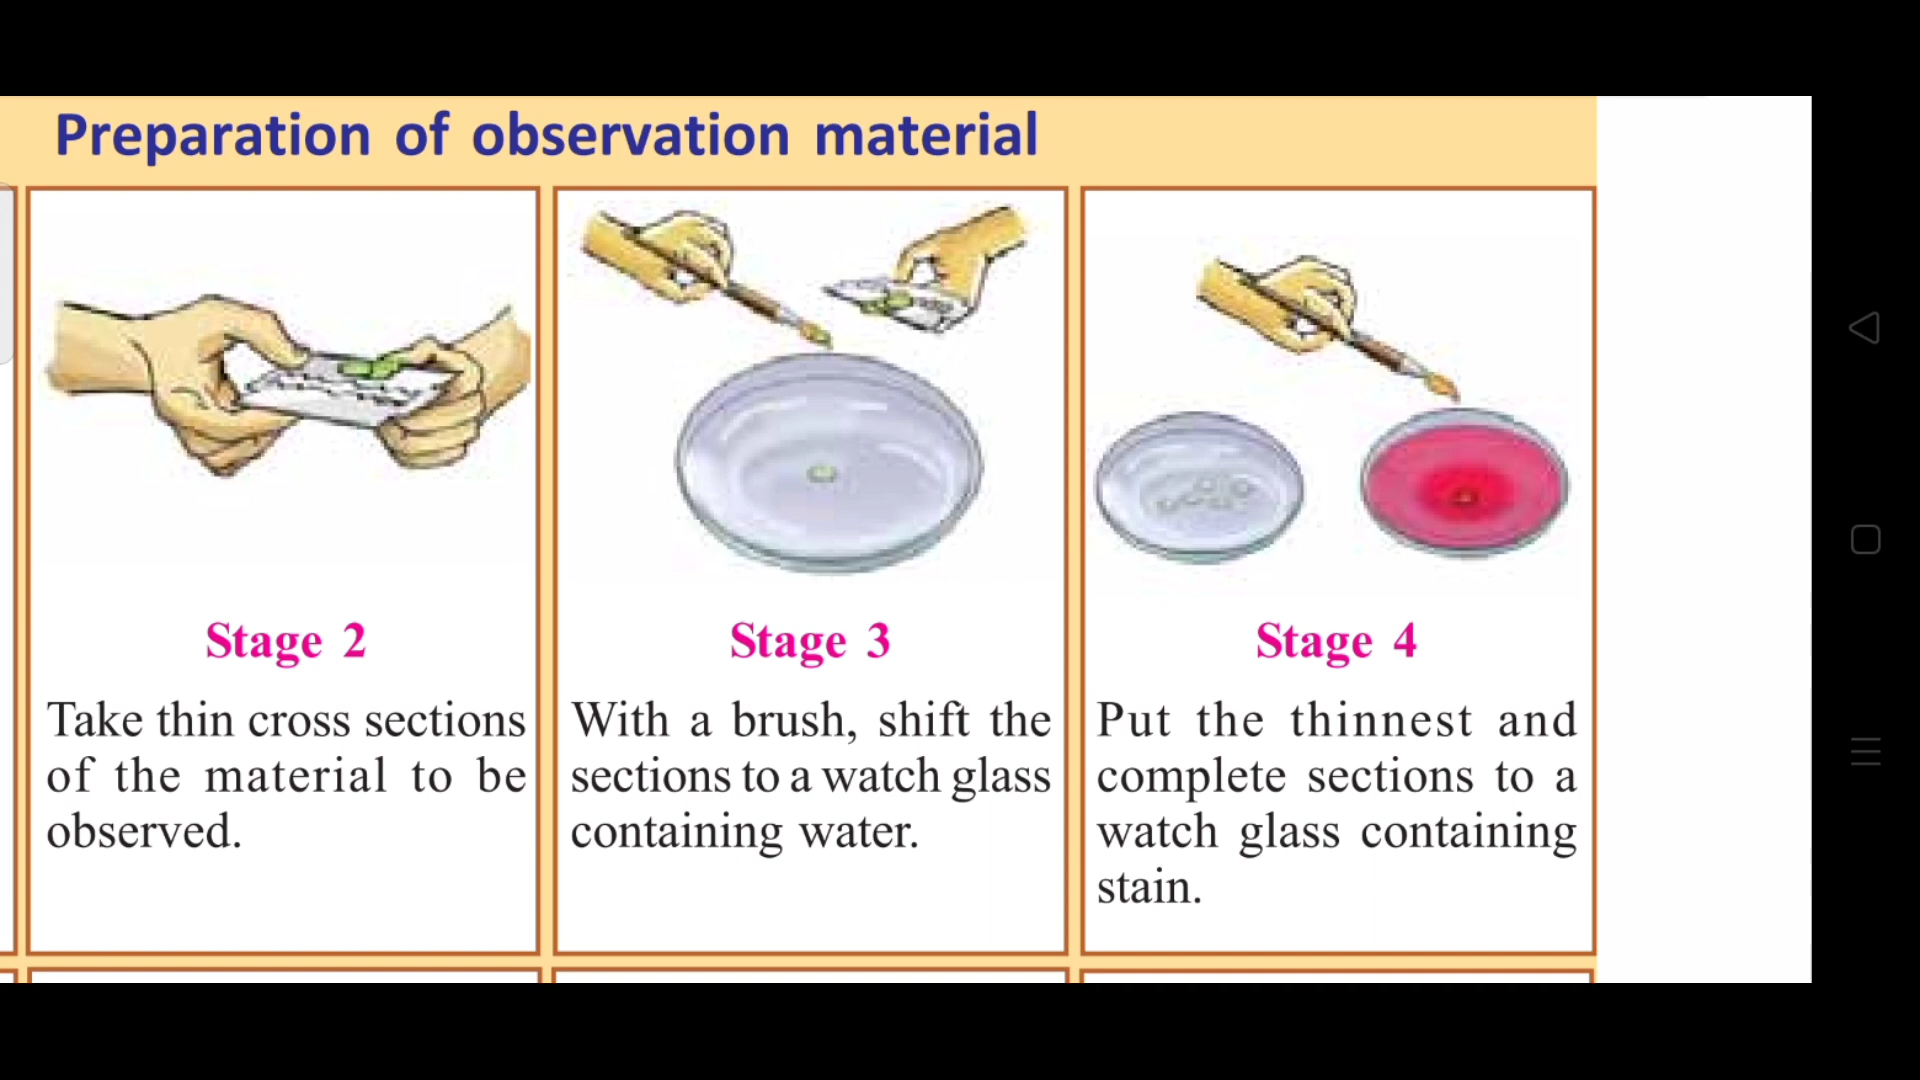 Preparation of observation material
Stage 2
Take thin cross sections
of the material to be
observed.
Stage 3
With a brush, shift the
sections to a watch glass
containing water.
Stage 4
Put the thinnest and
complete sections to a
watch glass containing
stain.